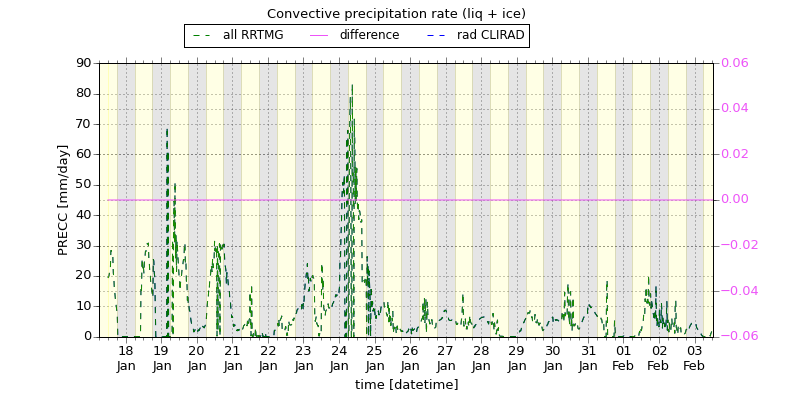 Convective precipitation rate (liq + ice)
all RRTMG difference rad CLIRAD
90 0.06
80 0.04
70
60 0.02
50
40 0.00
30 −0.02
20
10 −0.04
0 −0.06
PRECC [mm/day]
18 19 20 21 22 23 24 25 26 27 28 29 30 31 01 02 03
Jan Jan Jan Jan Jan Jan Jan Jan Jan Jan Jan Jan Jan Jan Feb Feb Feb
time [datetime]